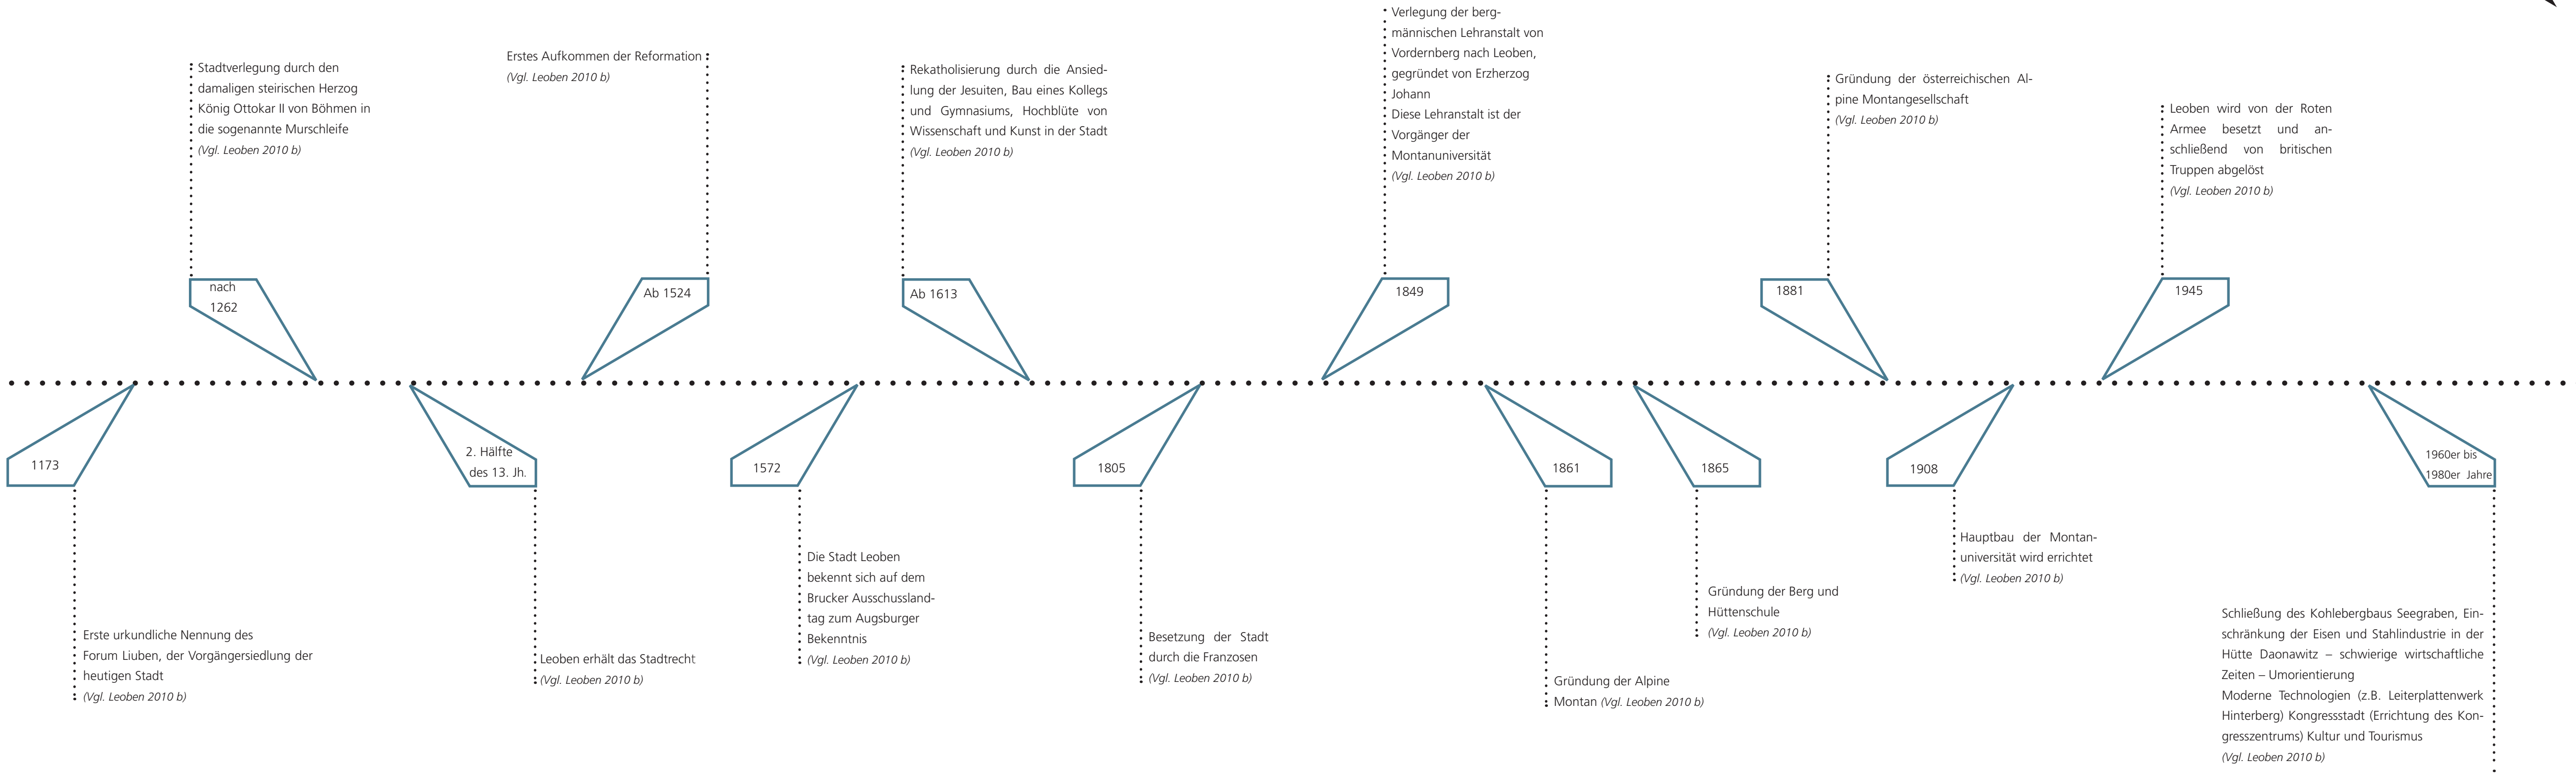 1173
Erste urkundliche Nennung des
Forum Liuben, der Vorgängersiedlung der
heutigen Stadt
(Vgl. Leoben 2010 b)
nach
1262
Stadtverlegung durch den
damaligen steirischen Herzog
König Ottokar II von Böhmen in
die sogenannte Murschleife
(Vgl. Leoben 2010 b)
2. Hälfte
des 13. Jh.
Leoben erhält das Stadtrecht
(Vgl. Leoben 2010 b)
Ab 1524
Erstes Aufkommen der Reformation
(Vgl. Leoben 2010 b)
1572
Die Stadt Leoben
bekennt sich auf dem
Brucker Ausschussland-
tag zum Augsburger
Bekenntnis
(Vgl. Leoben 2010 b)
Ab 1613
Rekatholisierung durch die Ansied-
lung der Jesuiten, Bau eines Kollegs
und Gymnasiums, Hochblüte von
Wissenschaft und Kunst in der Stadt
(Vgl. Leoben 2010 b)
1805
Besetzung der Stadt
durch die Franzosen
(Vgl. Leoben 2010 b)
1849
Verlegung der berg-
männischen Lehranstalt von
Vordernberg nach Leoben,
gegründet von Erzherzog
Johann
Diese Lehranstalt ist der
Vorgänger der
Montanuniversität
(Vgl. Leoben 2010 b)
1861
Gründung der Alpine
Montan (Vgl. Leoben 2010 b)
1865
Gründung der Berg und
Hüttenschule
(Vgl. Leoben 2010 b)
1881
Gründung der österreichischen Al-
pine Montangesellschaft
(Vgl. Leoben 2010 b)
1908
Hauptbau der Montan-
universität wird errichtet
(Vgl. Leoben 2010 b)
1945
Leoben wird von der Roten
Armee besetzt und an-
schließend von britischen
Truppen abgelöst
(Vgl. Leoben 2010 b)
1960er bis
1980er Jahre
Schließung des Kohlebergbaus Seegraben, Ein-
schränkung der Eisen und Stahlindustrie in der
Hütte Daonawitz – schwierige wirtschaftliche
Zeiten – Umorientierung
Moderne Technologien (z.B. Leiterplattenwerk
Hinterberg) Kongressstadt (Errichtung des Kon-
gresszentrums) Kultur und Tourismus
(Vgl. Leoben 2010 b)